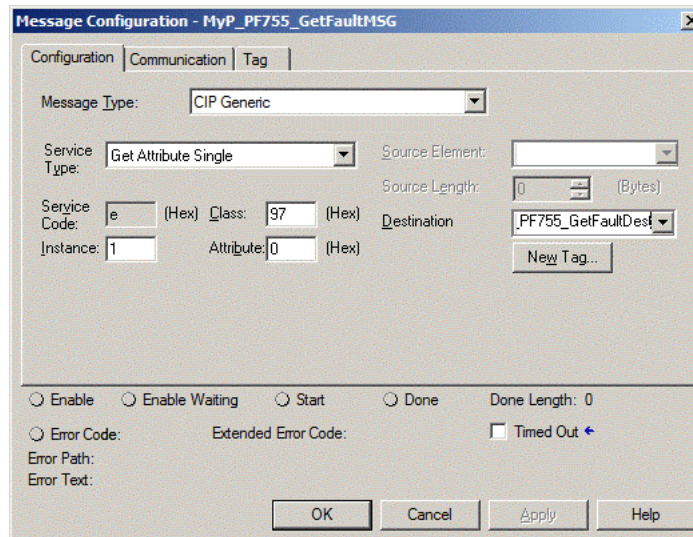 Message Configuration - MyP_PF755_GetFaultMSG
Configuration Communication Tag
Message Type: CIP Generic
Service Type: Get Attribute Single
Source Element:
Source Length: 0 (Bytes)
Service Code: e (Hex) Class: 97 (Hex)
Destination _PF755_GetFaultDest
Instance: 1 Attribute: 0 (Hex)
New Tag...
Enable Enable Waiting Start Done Done Length: 0
Error Code: Extended Error Code: Timed Out ←
Error Path:
Error Text:
OK Cancel Apply Help